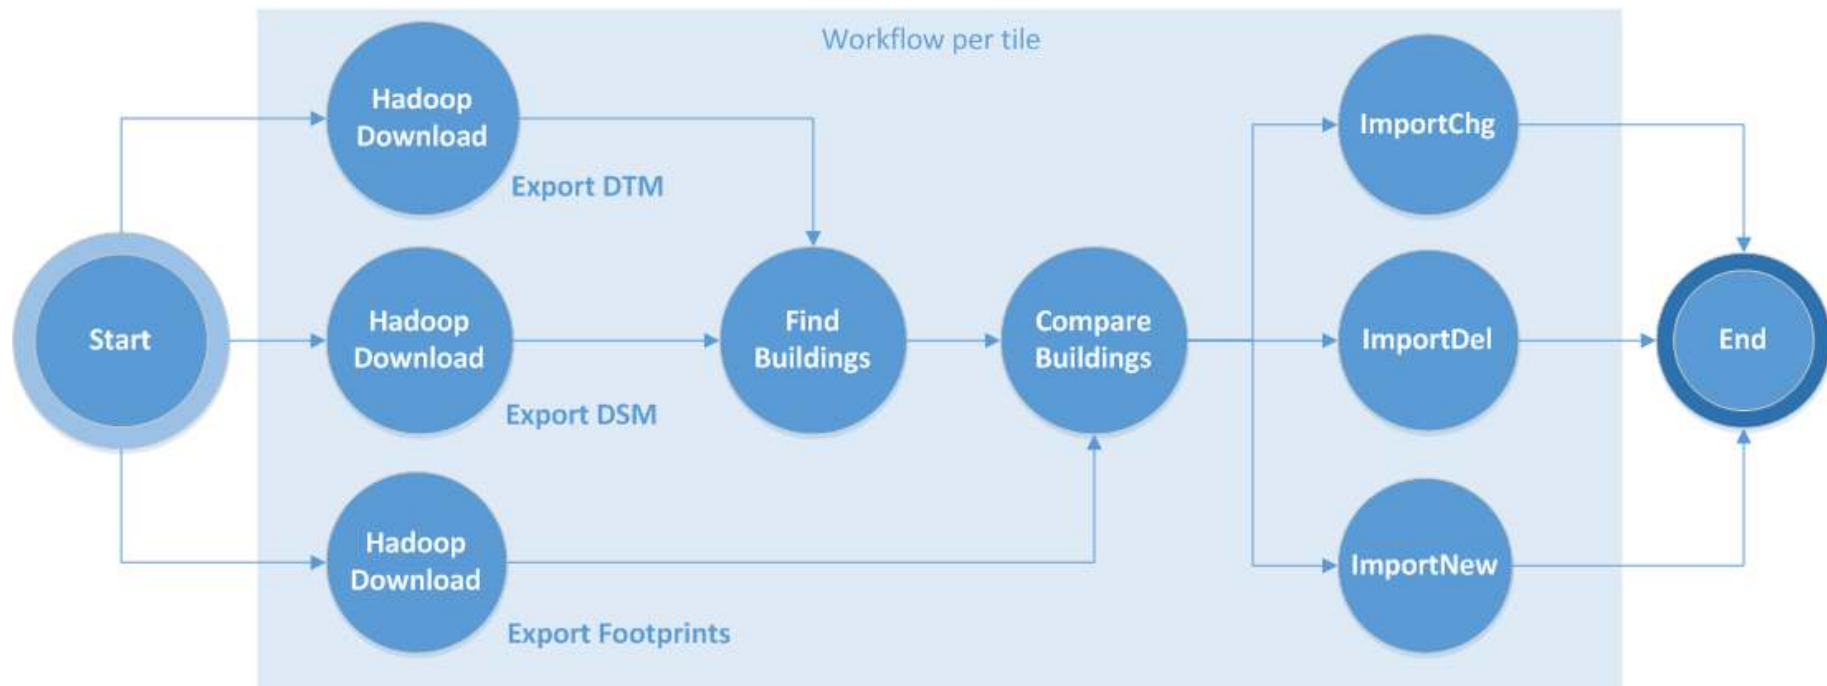 Workflow per tile
Hadoop
Download
Export DTM
ImportChg
Start
Hadoop
Download
Export DSM
Find
Buildings
Compare
Buildings
ImportDel
End
Hadoop
Download
Export Footprints
ImportNew